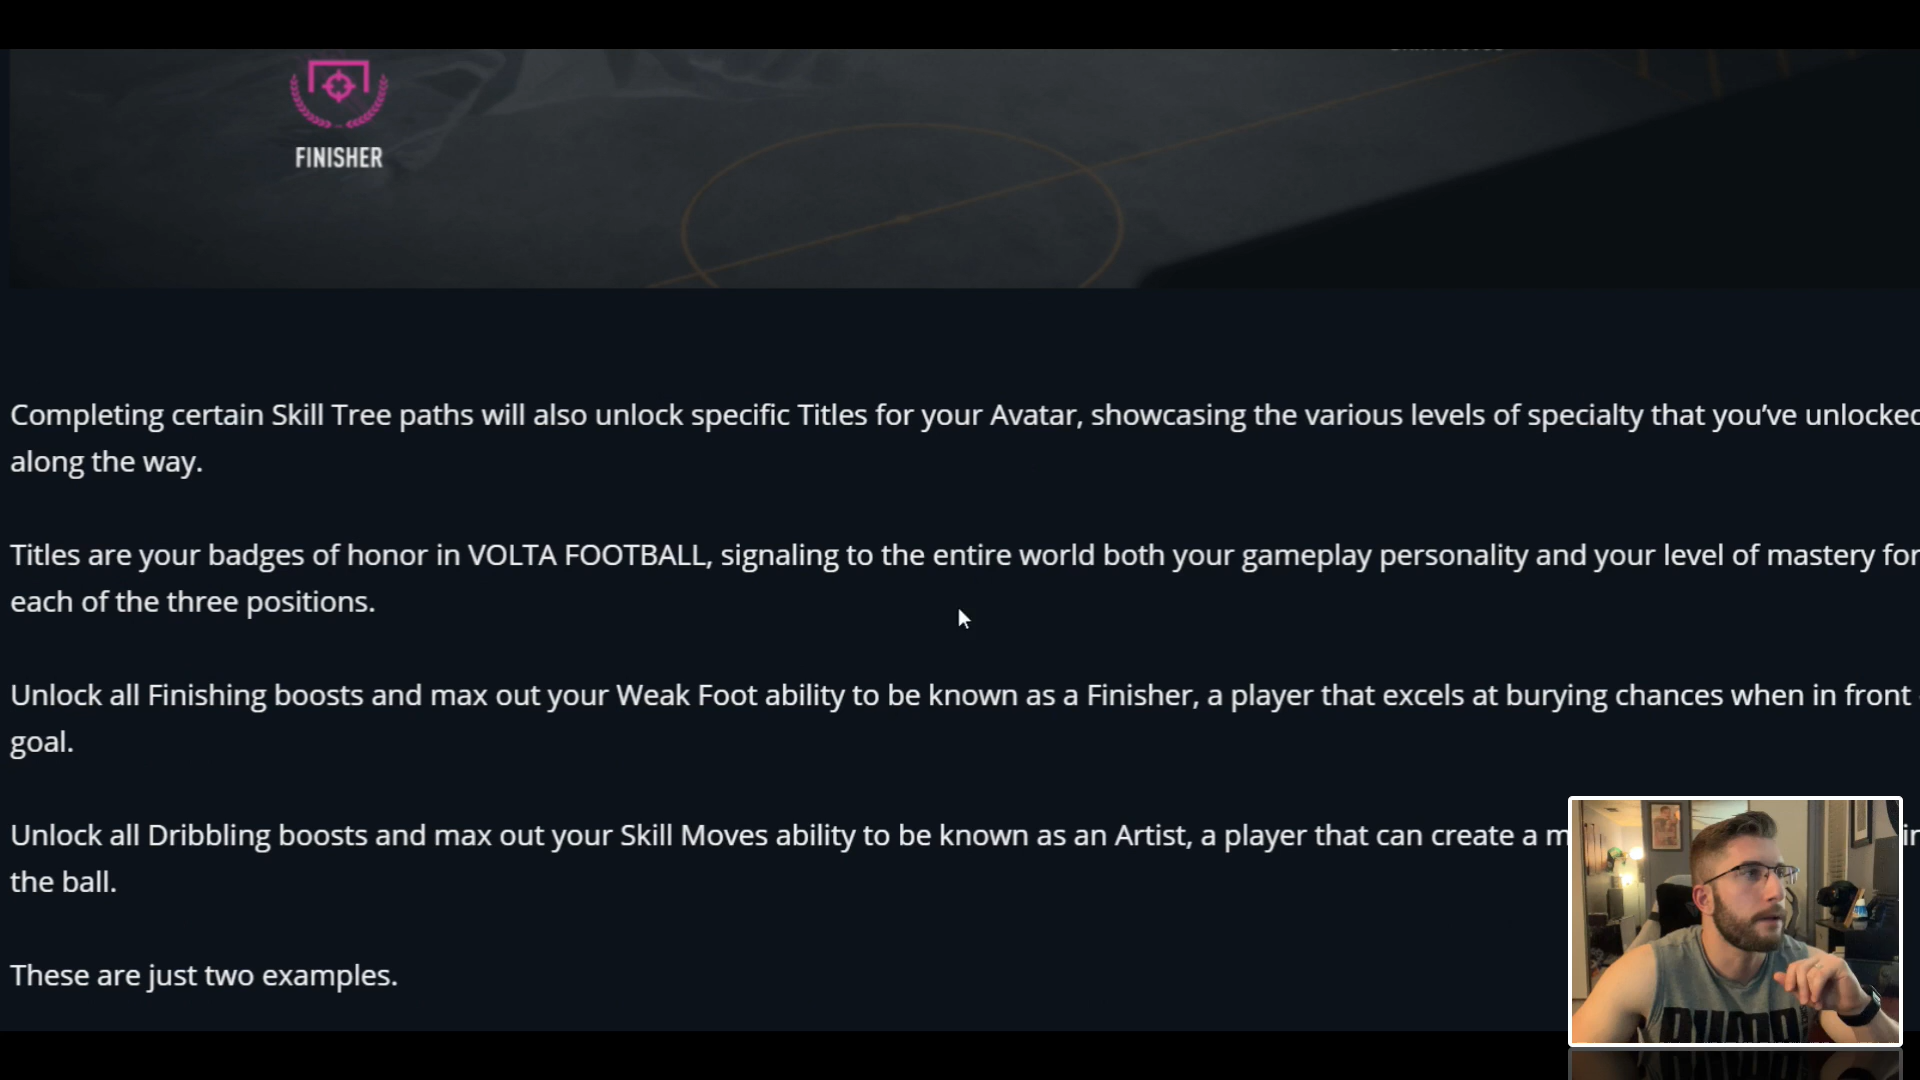 FINISHER
Completing certain Skill Tree paths will also unlock specific Titles for your Avatar, showcasing the various levels of specialty that you've unlocked
along the way.
Titles are your badges of honor in VOLTA FOOTBALL, signaling to the entire world both your gameplay personality and your level of mastery for
each of the three positions.
Unlock all Finishing boosts and max out your Weak Foot ability to be known as a Finisher, a player that excels at burying chances when in front
goal.
Unlock all Dribbling boosts and max out your Skill Moves ability to be known as an Artist, a player that can create a
the ball.
These are just two examples.